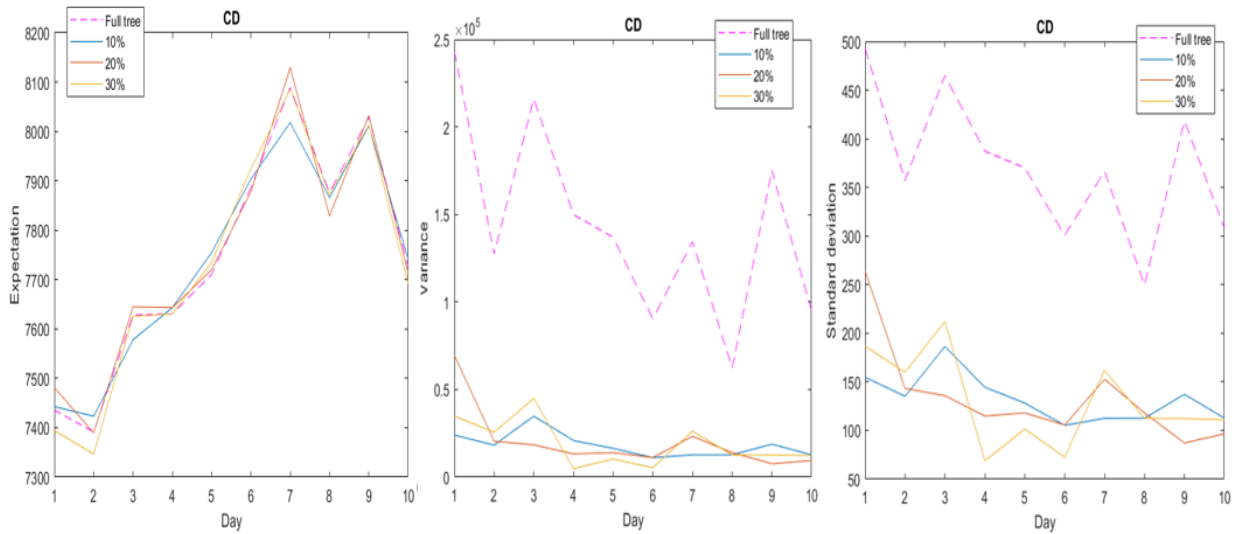 CD
Full tree
10%
20%
30%
8200
8100
8000
7900
7800
7700
7600
7500
7400
7300
Expectation
1 2 3 4 5 6 7 8 9 10
Day
CD
×10⁵
Full tree
10%
20%
30%
2.5
2
1.5
1
0.5
0
Variance
1 2 3 4 5 6 7 8 9 10
Day
CD
Full tree
10%
20%
30%
500
450
400
350
300
250
200
150
100
50
Standard deviation
1 2 3 4 5 6 7 8 9 10
Day